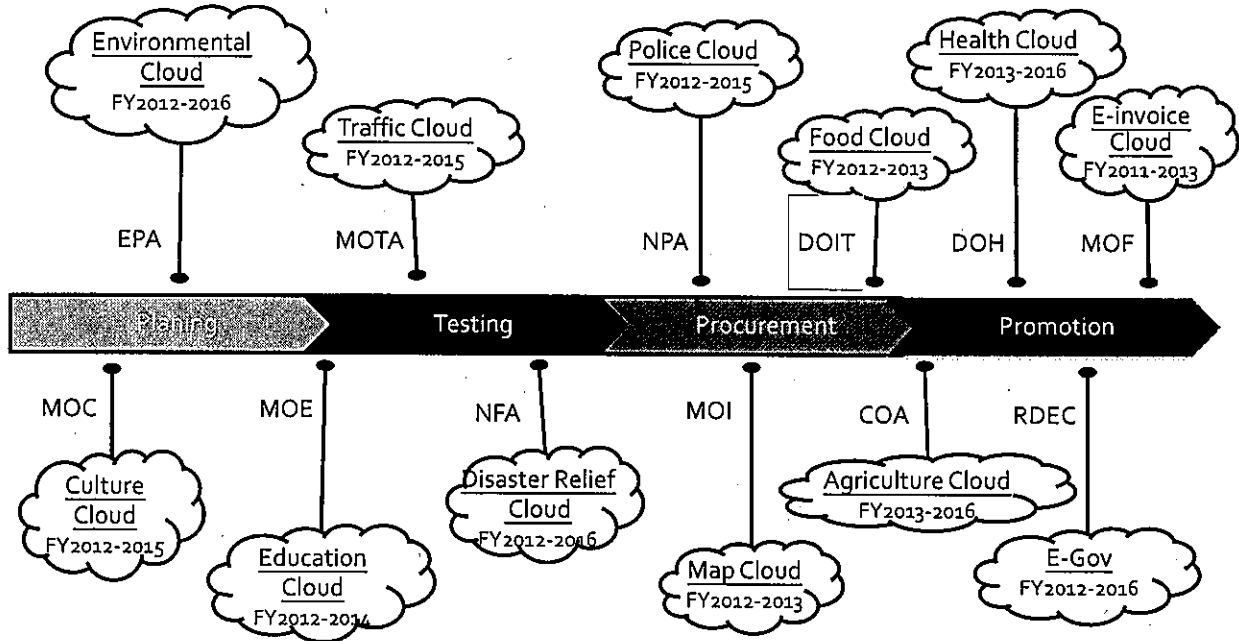 Environmental
Cloud
FY2012-2016
Traffic Cloud
FY2012-2015
Police Cloud
FY2012-2015
Food Cloud
FY2012-2013
Health Cloud
FY2013-2016
E-invoice
Cloud
FY2011-2013
EPA
MOTA
NPA
DOIT
DOH
MOF
Planing
Testing
Procurement
Promotion
MOC
MOE
NFA
MOI
COA
RDEC
Culture
Cloud
FY2012-2015
Education
Cloud
FY2012-2014
Disaster Relief
Cloud
FY2012-2016
Map Cloud
FY2012-2013
Agriculture Cloud
FY2013-2016
E-Gov
FY2012-2016